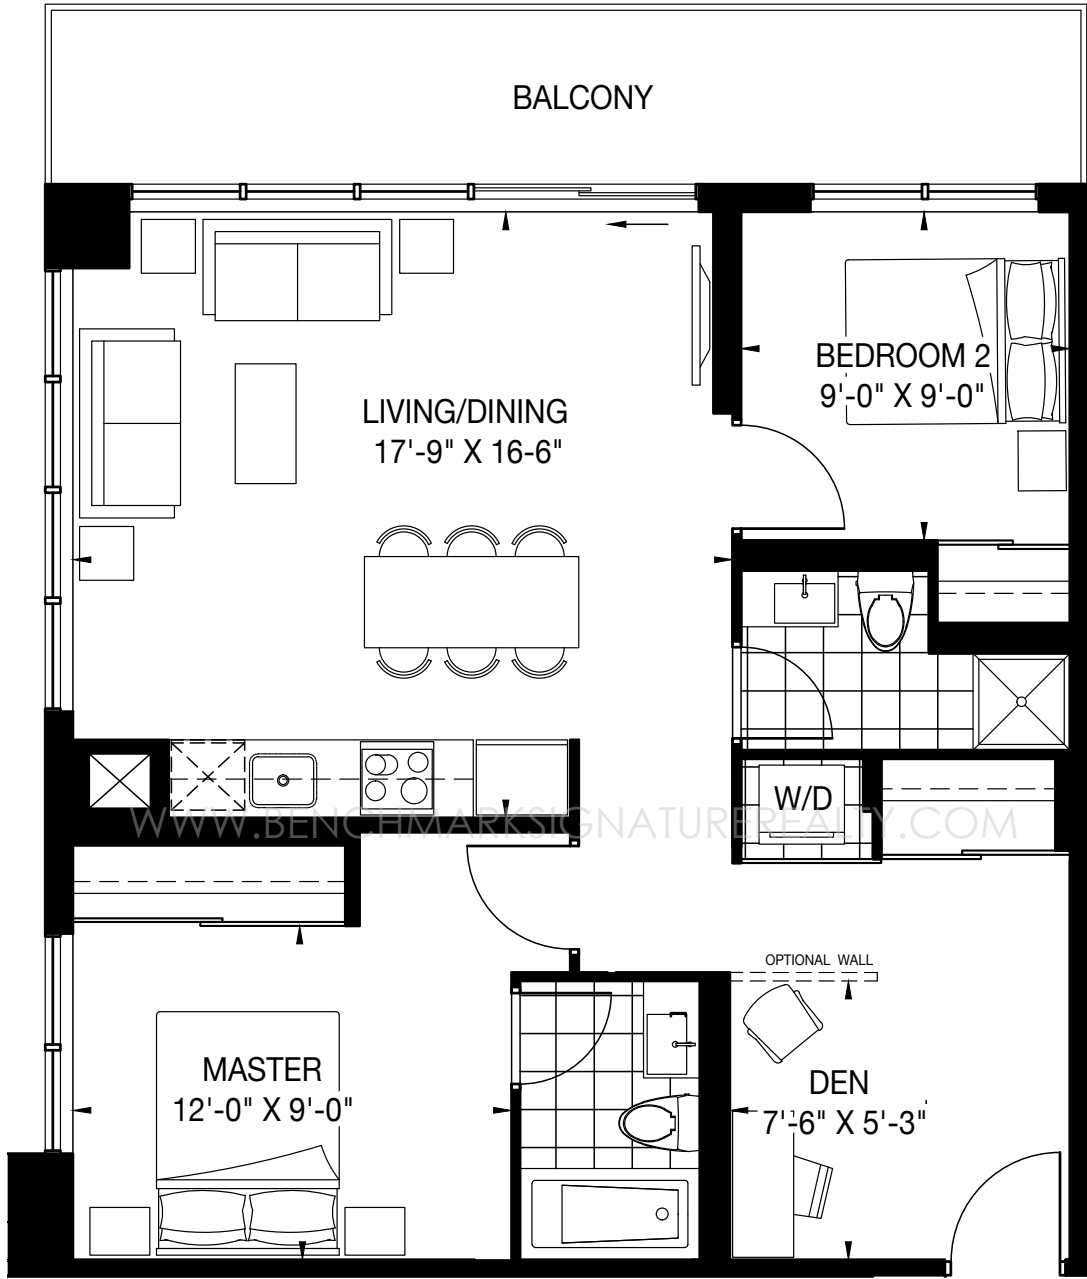 BALCONY
BEDROOM 2
9'-0" X 9'-0"
LIVING/DINING
17'-9" X 16-6"
W/D
WWW.BENCHMARKSIGNATUREREALTY.COM
OPTIONAL WALL
MASTER
12'-0" X 9'-0"
DEN
7'-6" X 5'-3"